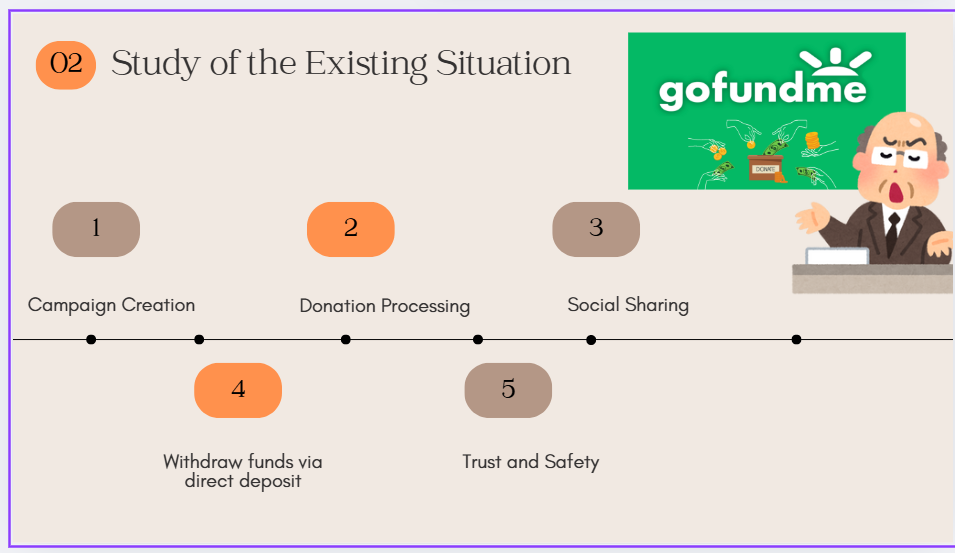 02 Study of the Existing Situation
gofundme
DONATE
1
2
3
Campaign Creation
Donation Processing
Social Sharing
4
5
Withdraw funds via
direct deposit
Trust and Safety